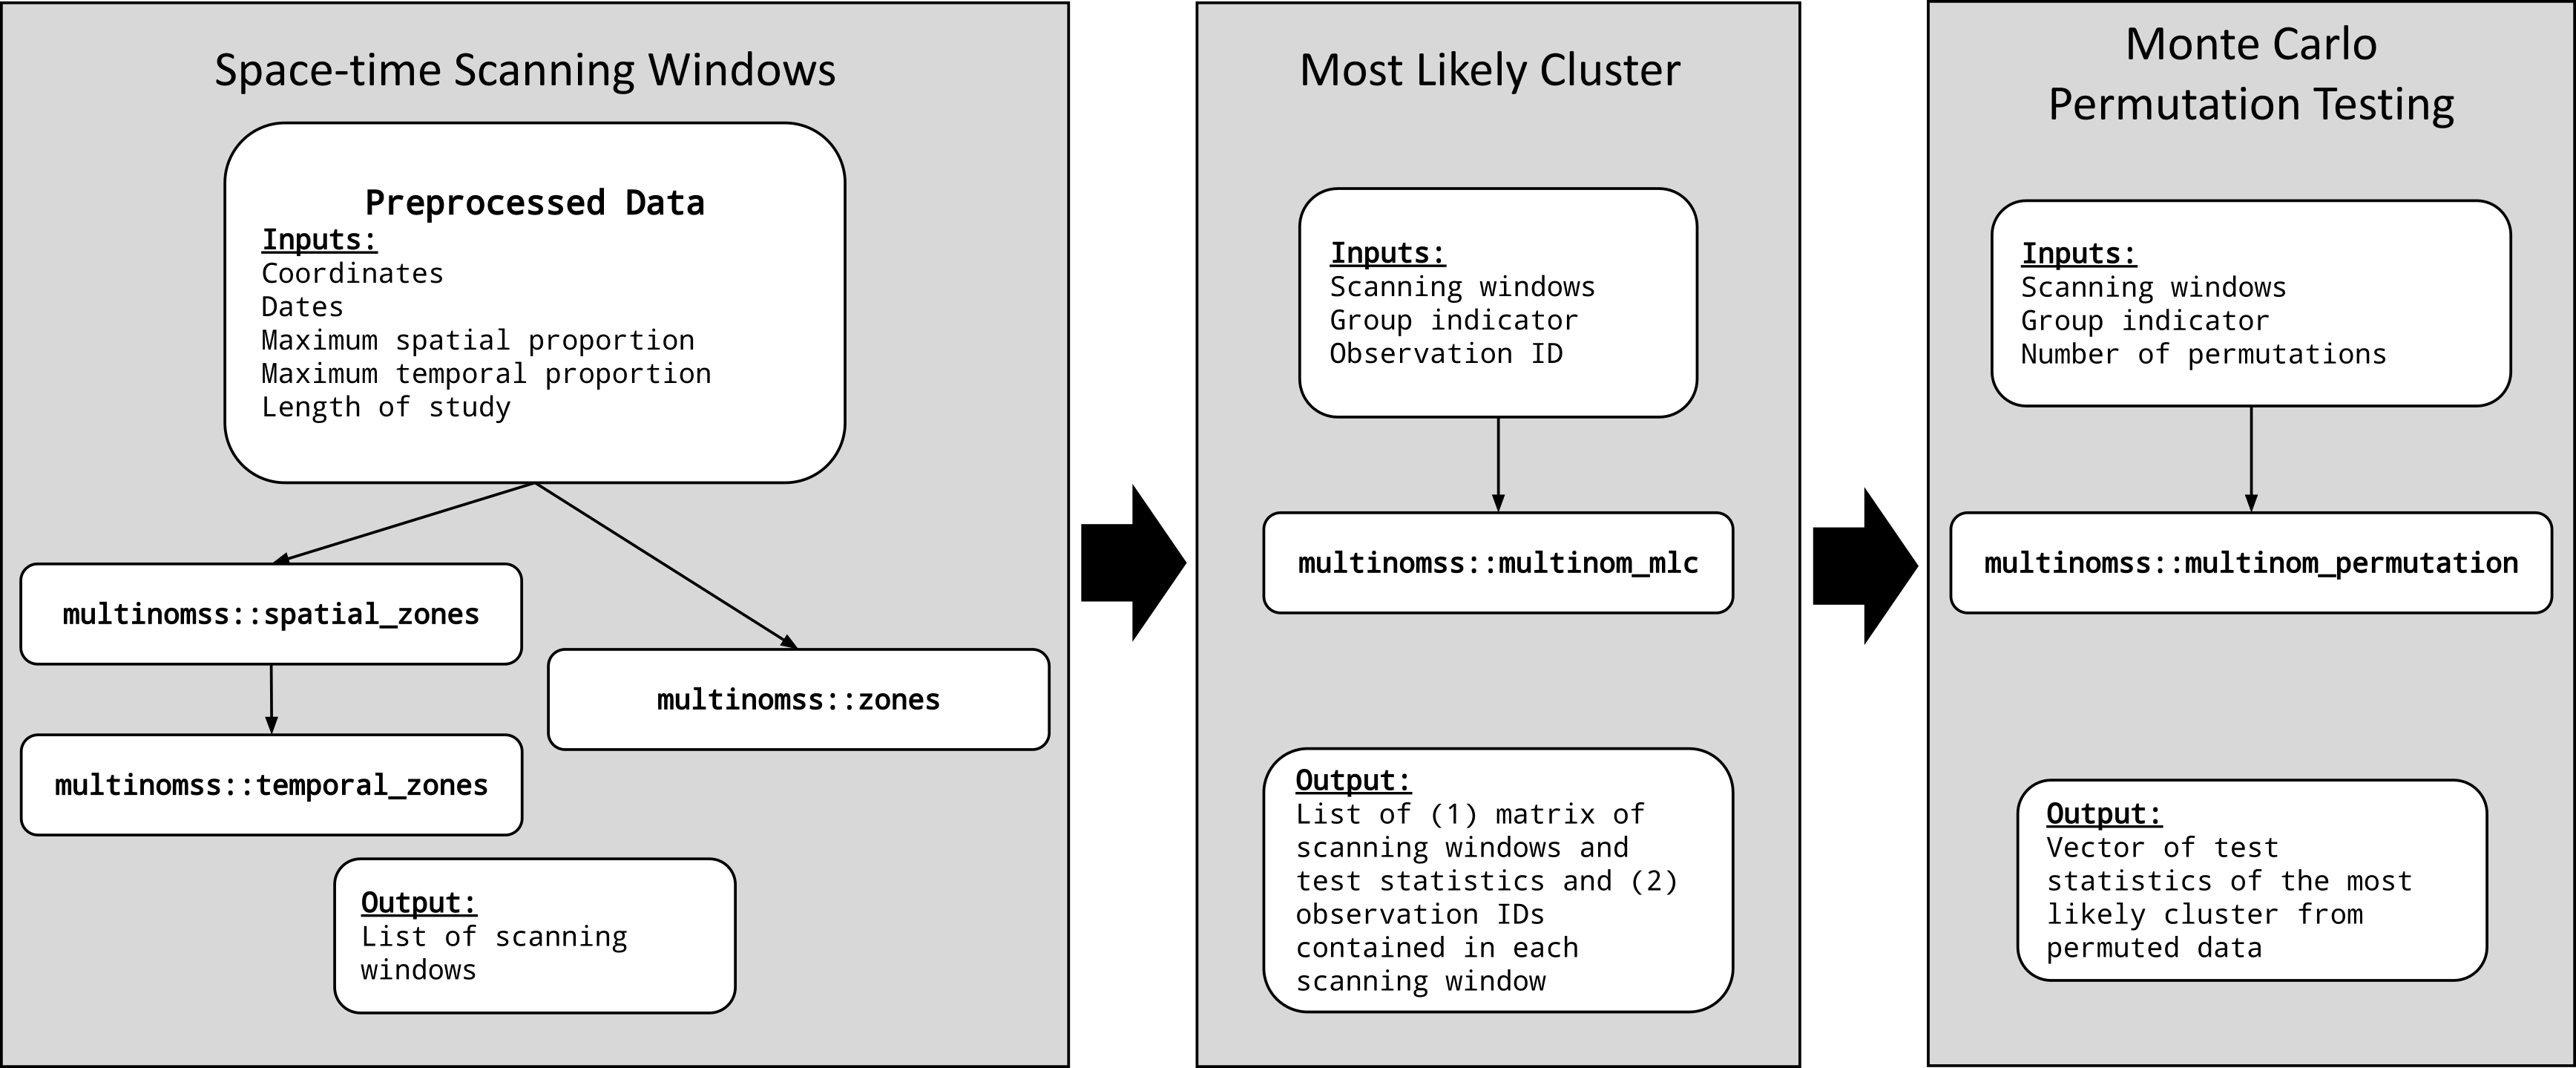 Space-time Scanning Windows
Preprocessed Data
Inputs:
Coordinates
Dates
Maximum spatial proportion
Maximum temporal proportion
Length of study
multinomss::spatial_zones
multinomss::zones
multinomss::temporal_zones
Output:
List of scanning
windows
Most Likely Cluster
Inputs:
Scanning windows
Group indicator
Observation ID
multinomss::multinom_mlc
Output:
List of (1) matrix of
scanning windows and
test statistics and (2)
observation IDs
contained in each
scanning window
Monte Carlo
Permutation Testing
Inputs:
Scanning windows
Group indicator
Number of permutations
multinomss::multinom_permutation
Output:
Vector of test
statistics of the most
likely cluster from
permuted data